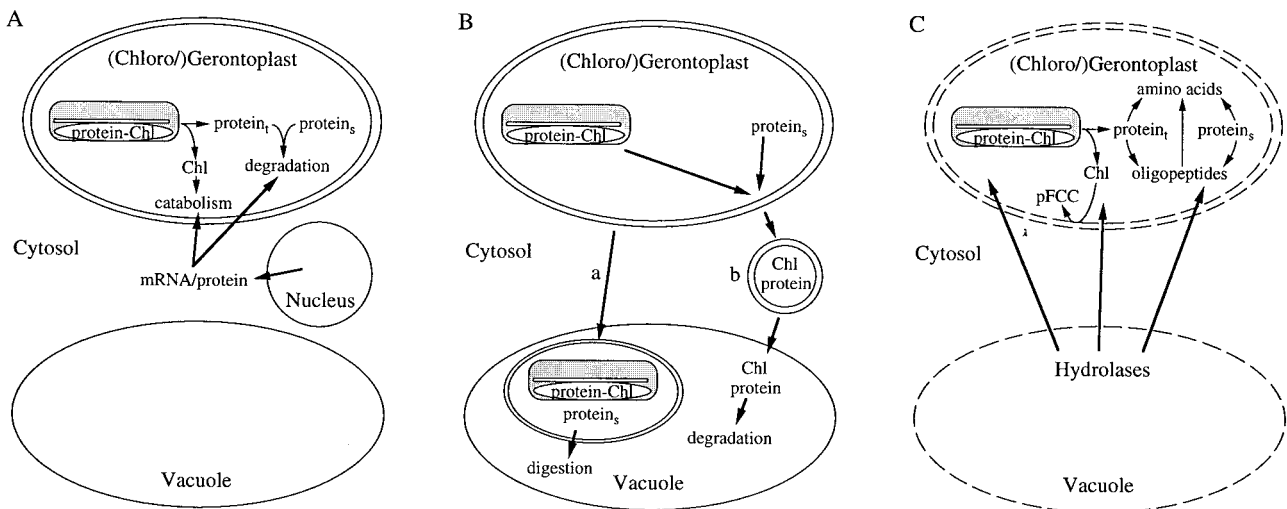 A
(Chloro/)Gerontoplast
protein-Chl
proteint
proteins
Chl
degradation
catabolism
Cytosol
mRNA/protein
Nucleus
Vacuole
B
(Chloro/)Gerontoplast
protein-Chl
proteins
Cytosol
a
b
Chl
protein
protein-Chl
proteins
digestion
Chl
protein
degradation
Vacuole
C
(Chloro/)Gerontoplast
amino acids
protein-Chl
proteint
proteins
Chl
oligopeptides
pFCC
Cytosol
Hydrolases
Vacuole